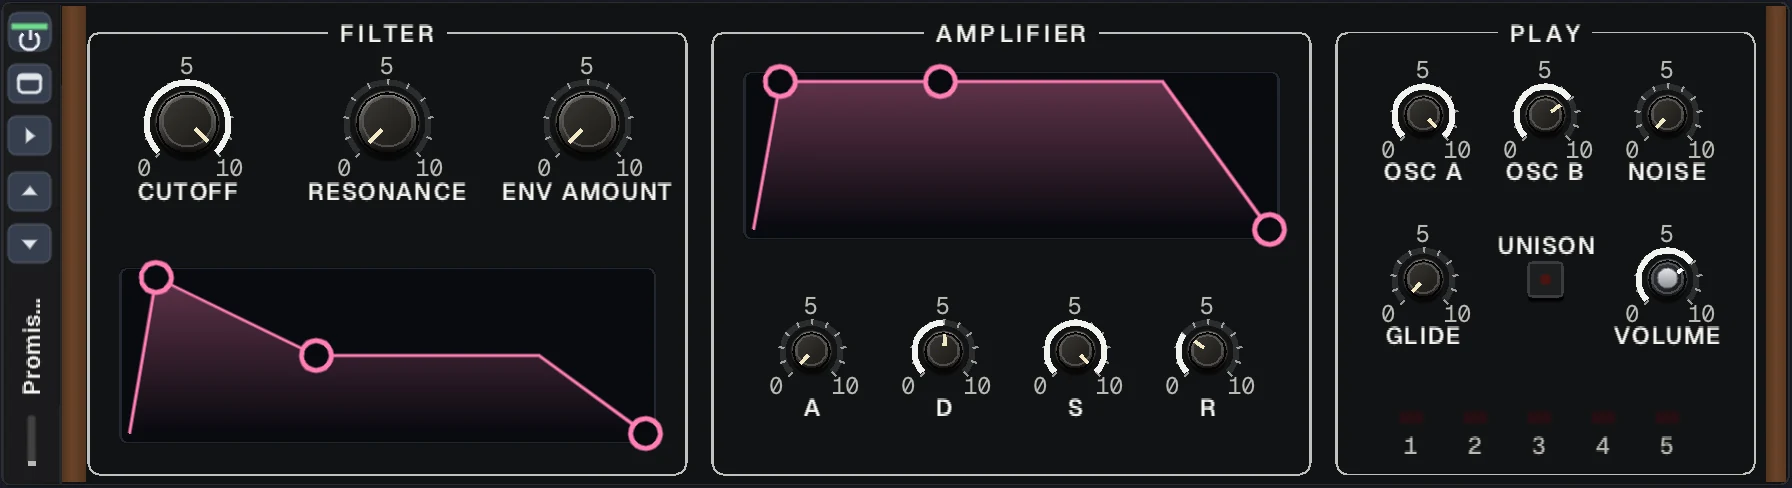 Promis...
FILTER
5 5 5
0 10 0 10 0 10
CUTOFF RESONANCE ENV AMOUNT
AMPLIFIER
5 5 5 5
0 10 0 10 0 10 0 10
A D S R
PLAY
5 5 5
0 10 0 10 0 10
OSC A OSC B NOISE
5 UNISON 5
0 10 0 10
GLIDE VOLUME
1 2 3 4 5